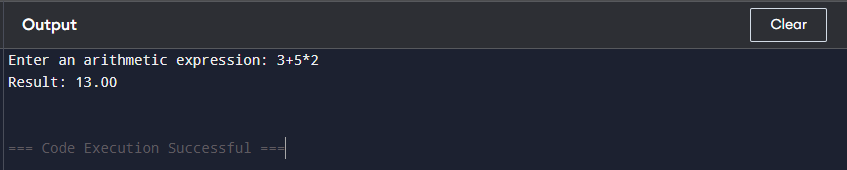 Output
Clear
Enter an arithmetic expression: 3+5*2
Result: 13.00
=== Code Execution Successful ===